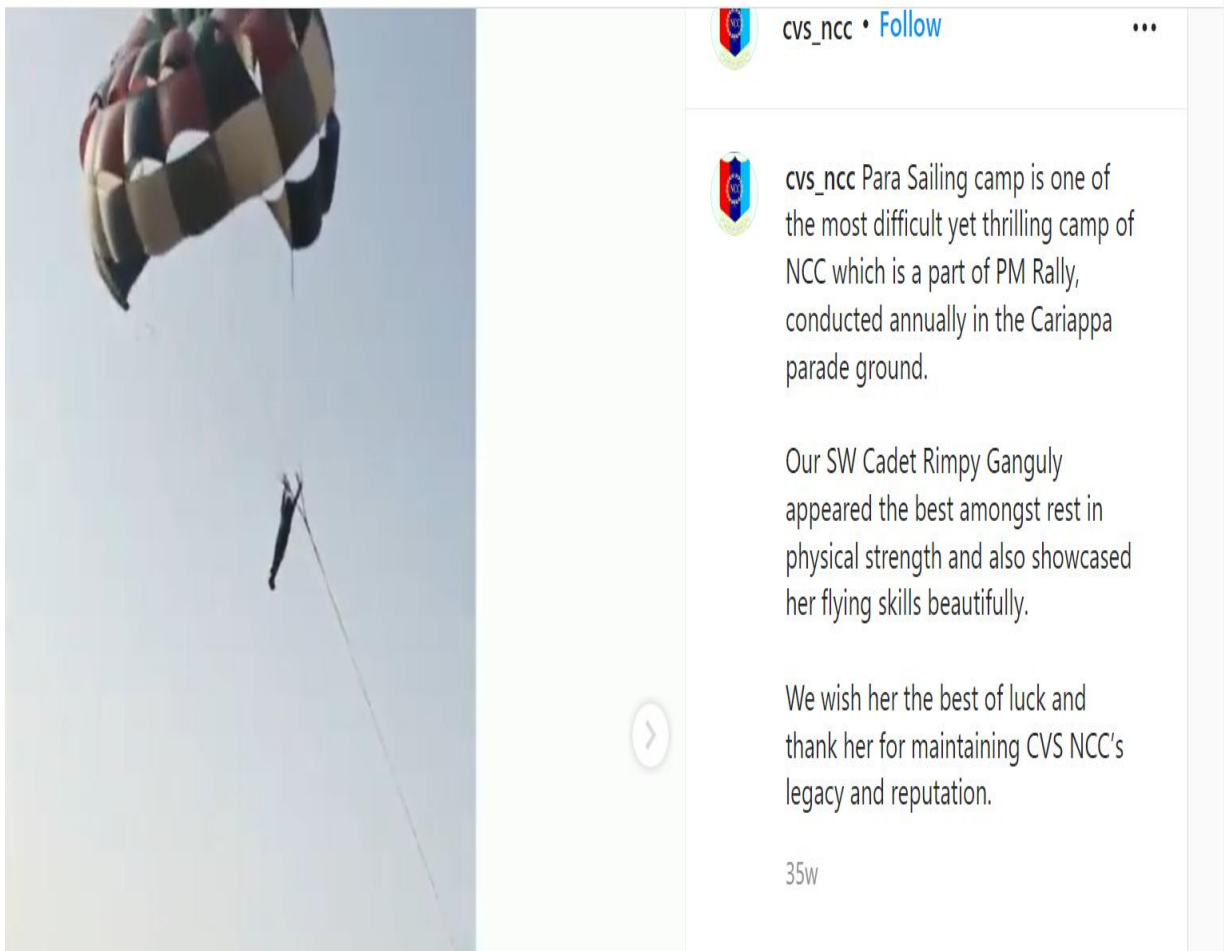 cvs_ncc • Follow
NCC
cvs_ncc Para Sailing camp is one of
the most difficult yet thrilling camp of
NCC which is a part of PM Rally,
conducted annually in the Cariappa
parade ground.
NCC
Our SW Cadet Rimpy Ganguly
appeared the best amongst rest in
physical strength and also showcased
her flying skills beautifully.
We wish her the best of luck and
thank her for maintaining CVS NCC's
legacy and reputation.
35w